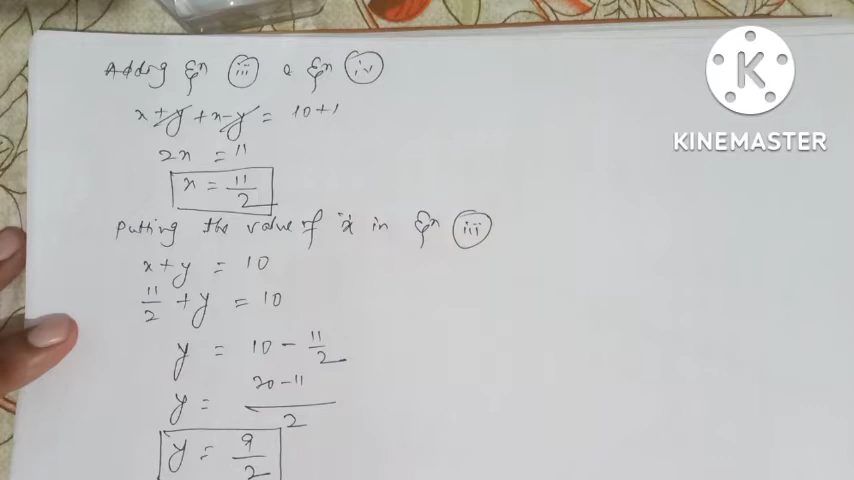 Adding Eqn (iii) & Eqn (iv)
x + y + x - y = 10 + 1
2x = 11
x = 11/2
Putting the value of 'x' in Eqn (iii)
x + y = 10
11/2 + y = 10
y = 10 - 11/2
y = 20 - 11 / 2
y = 9/2
K
KINEMASTER